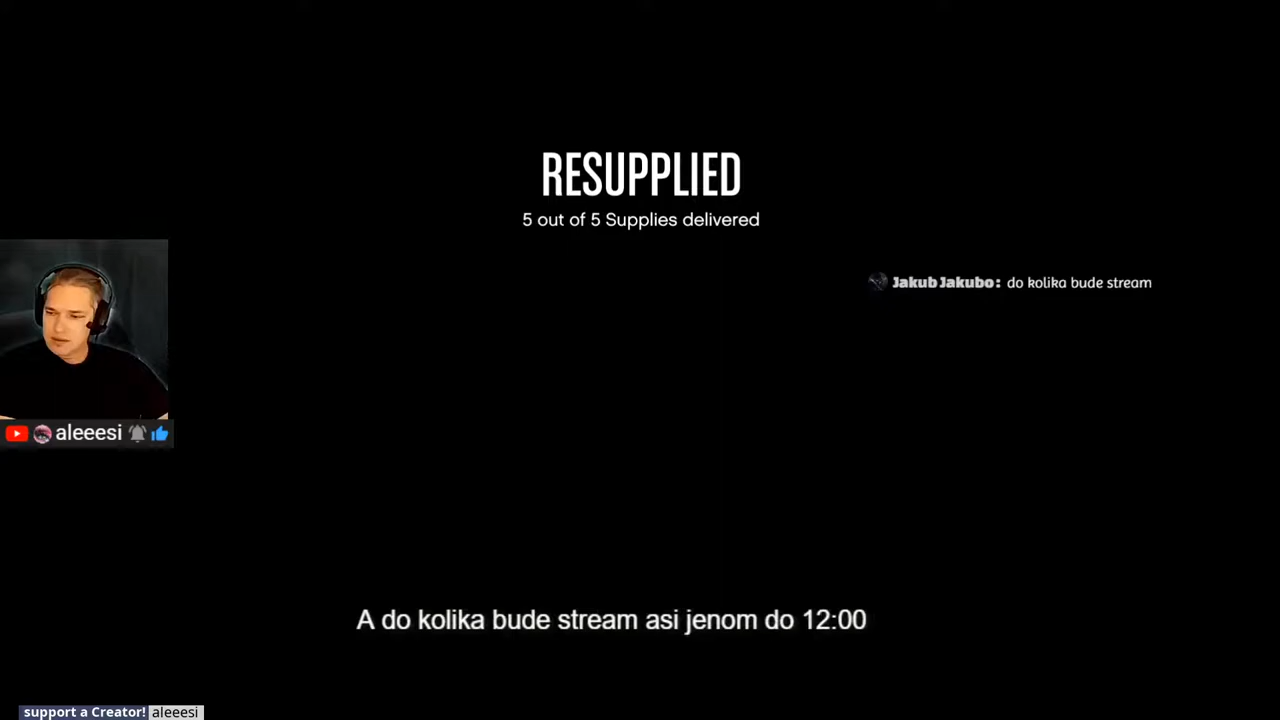 RESUPPLIED
5 out of 5 Supplies delivered
Jakub Jakubo: do kolika bude stream
aleeesi
A do kolika bude stream asi jenom do 12:00
support a Creator! aleeesi